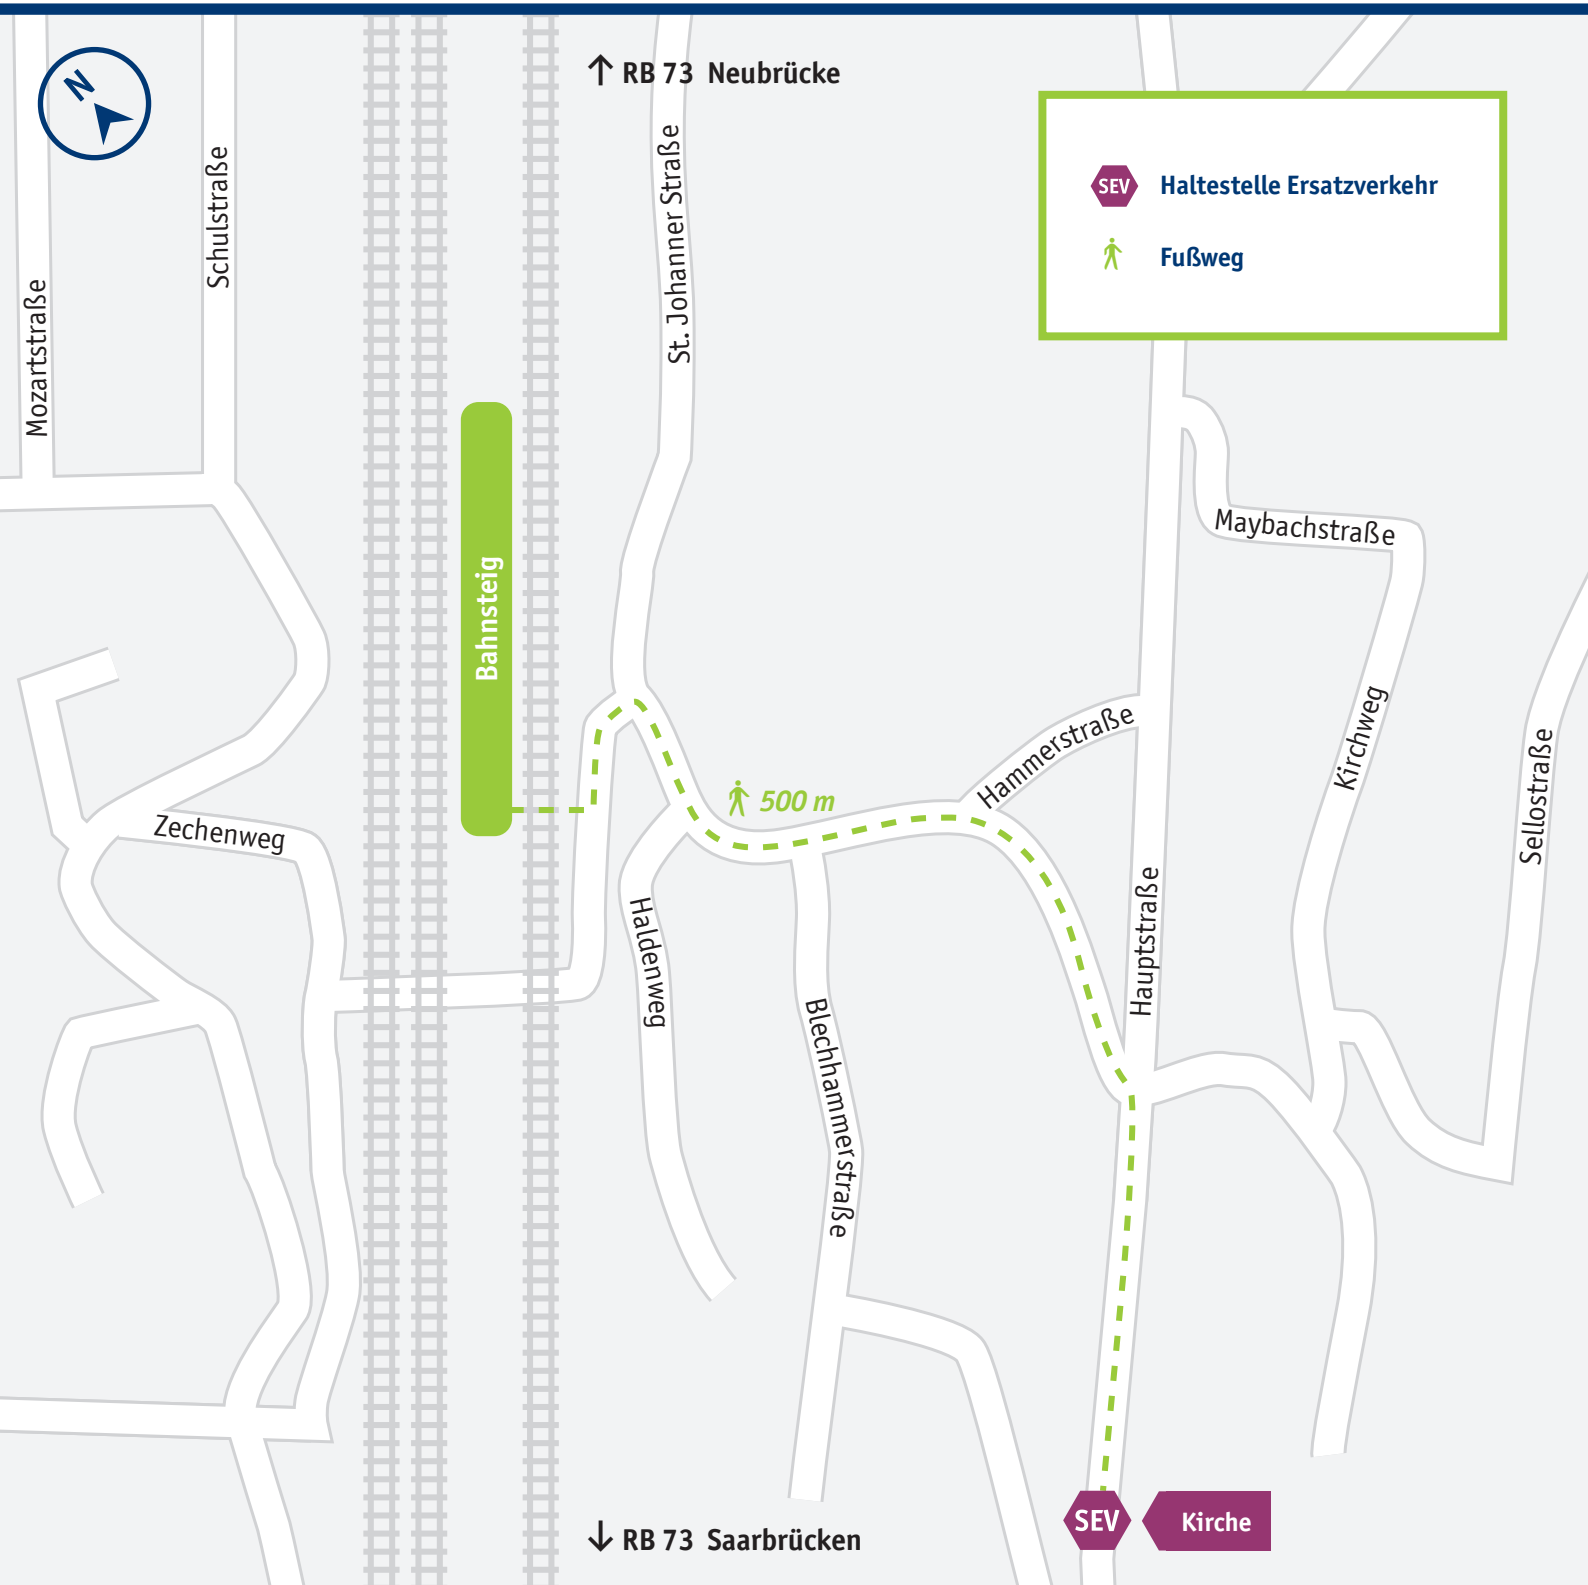 N
↑ RB 73 Neubrücke
SEV Haltestelle Ersatzverkehr
Fußweg
Schulstraße
St. Johanner Straße
Mozartstraße
Maybachstraße
Bahnsteig
Kirchweg
Hammerstraße
Sellostraße
500 m
Zechenweg
Hauptstraße
Haldenweg
Blechhammerstraße
↓ RB 73 Saarbrücken
SEV Kirche